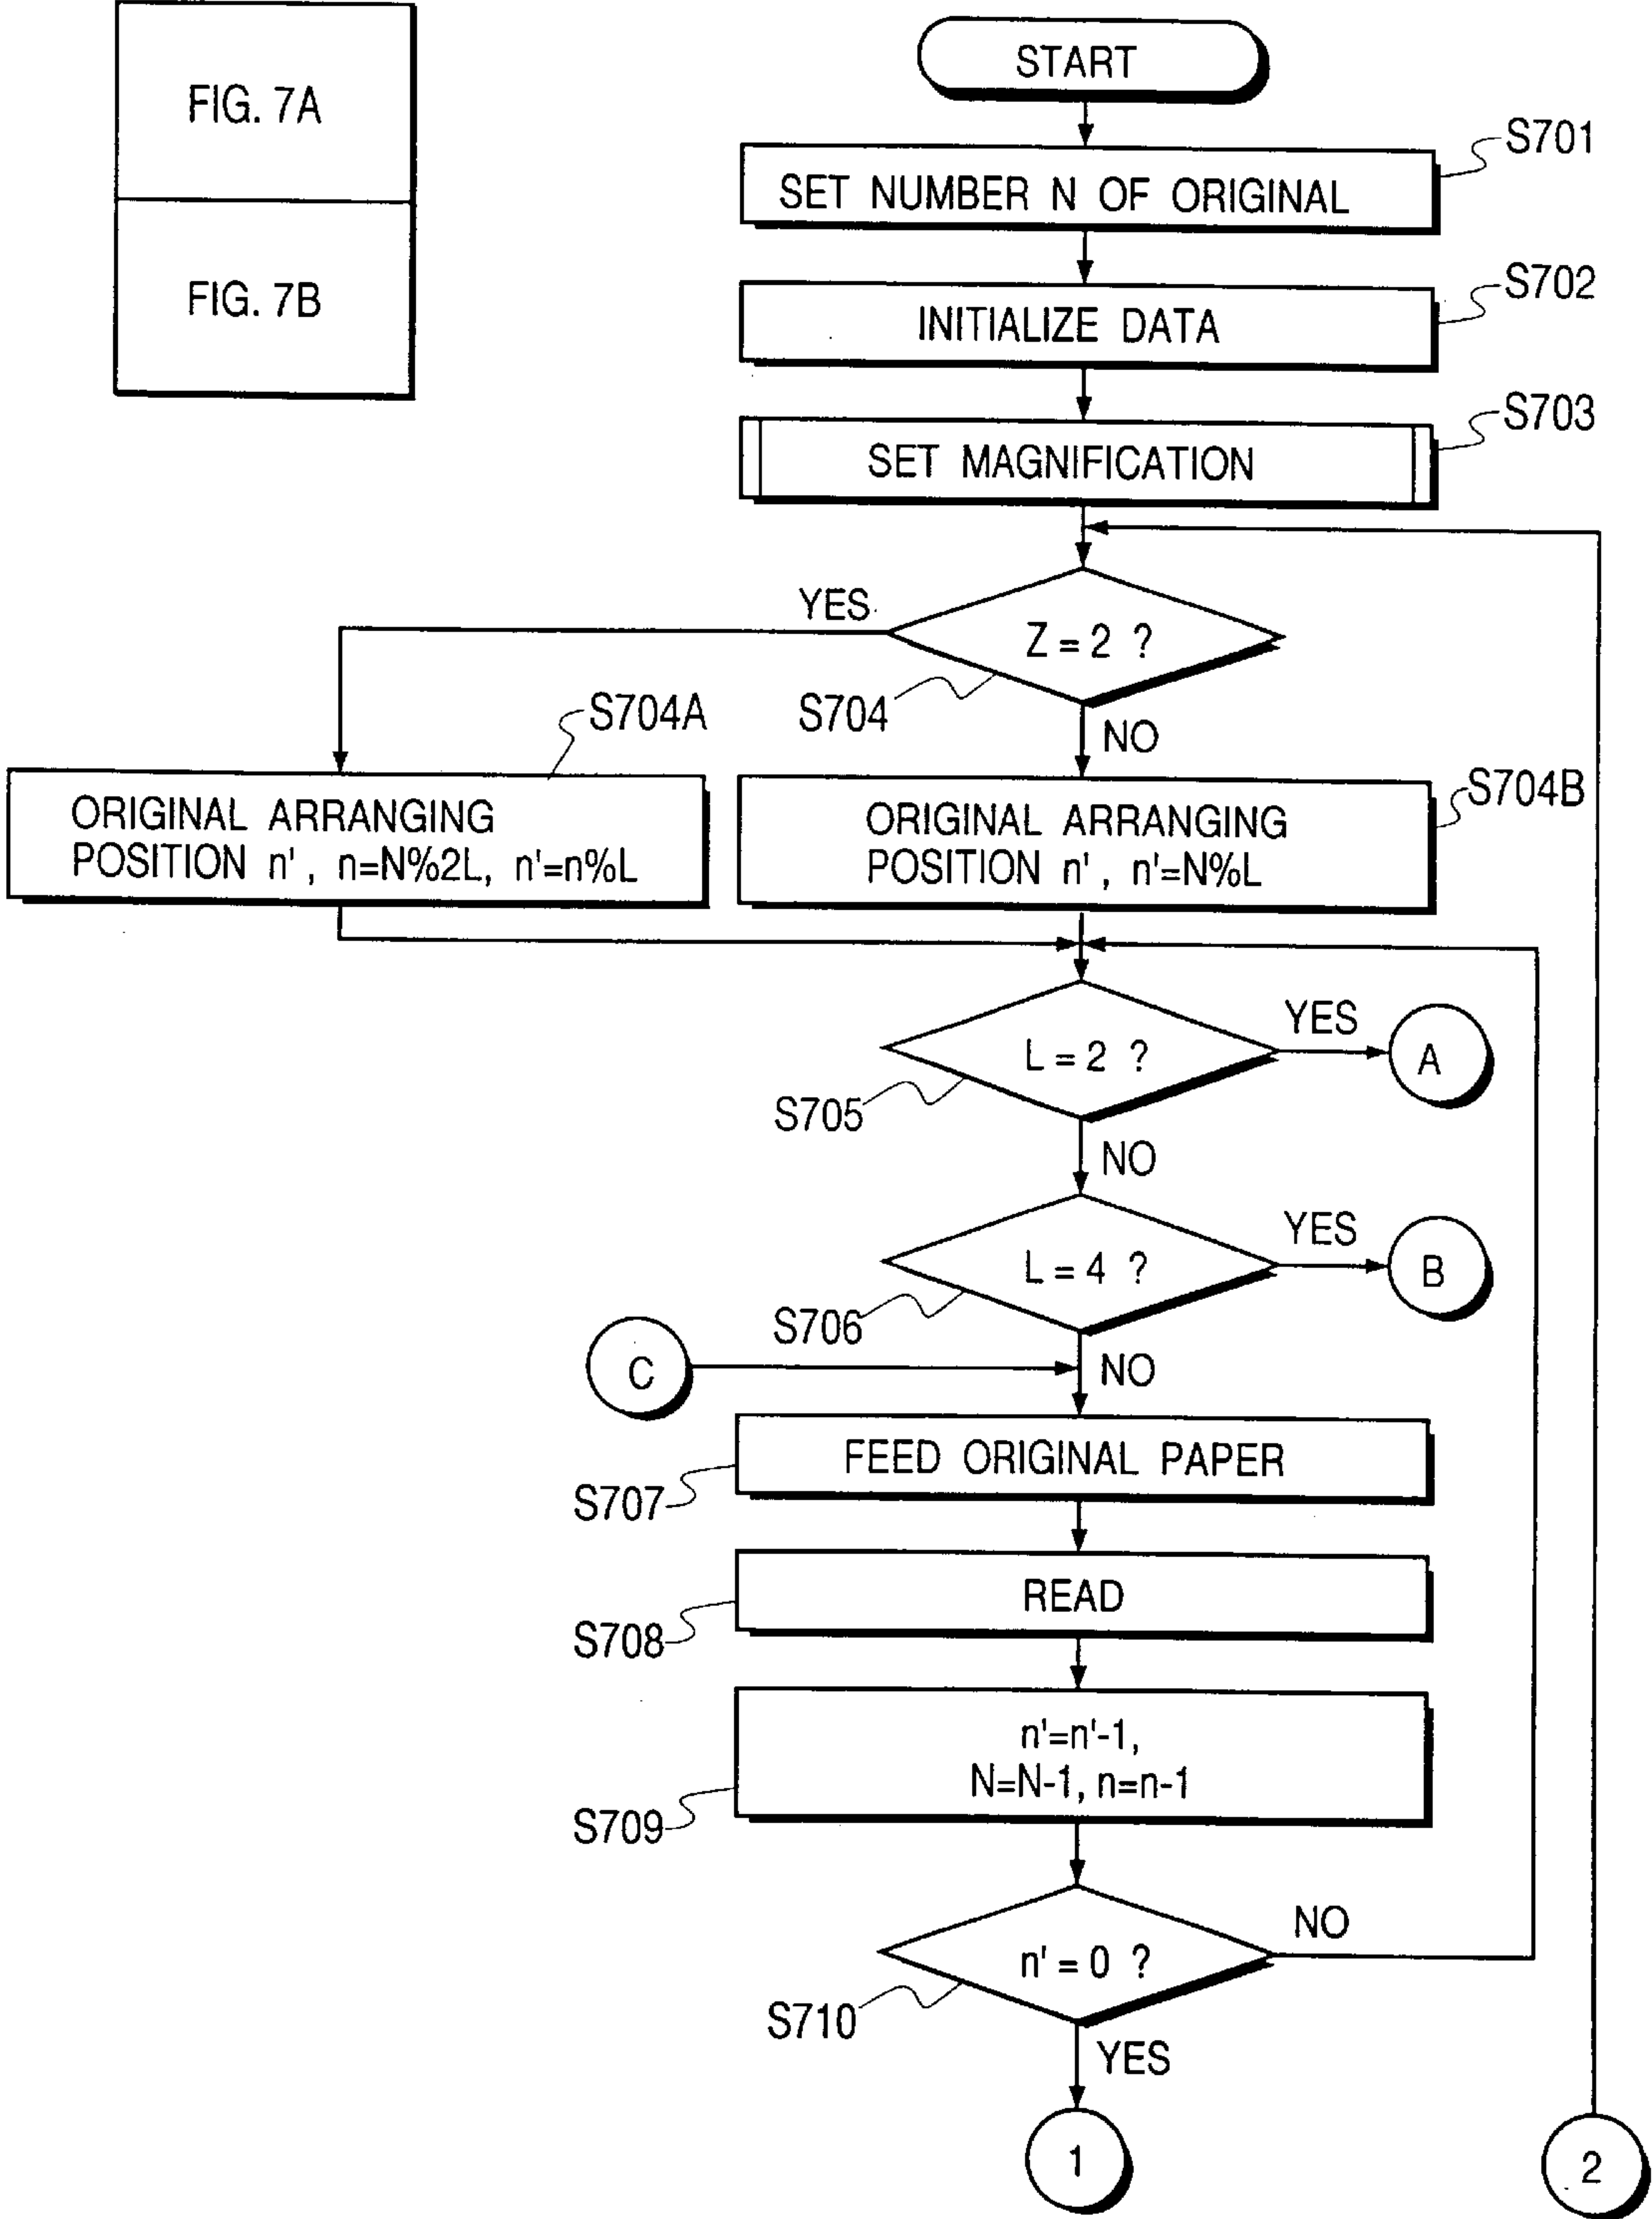 FIG. 7A
FIG. 7B
START
S701
SET NUMBER N OF ORIGINAL
S702
INITIALIZE DATA
S703
SET MAGNIFICATION
YES
Z = 2 ?
S704
NO
S704A
ORIGINAL ARRANGING
POSITION n' , n=N%2L, n'=n%L
S704B
ORIGINAL ARRANGING
POSITION n' , n'=N%L
L = 2 ?
YES
A
S705
NO
L = 4 ?
YES
B
S706
NO
C
FEED ORIGINAL PAPER
S707
READ
S708
n'=n'-1,
N=N-1, n=n-1
S709
n' = 0 ?
NO
S710
YES
1
2